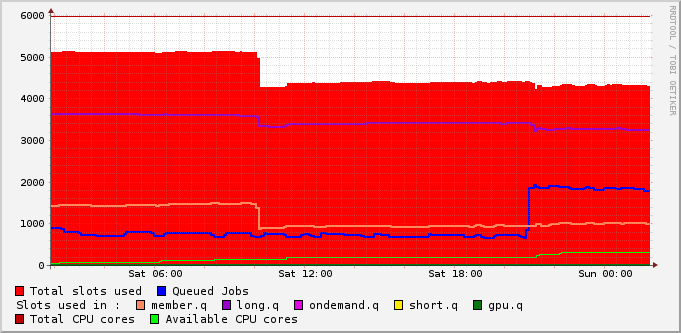 6000
5000
4000
3000
2000
1000
0
Sat 06:00 Sat 12:00 Sat 18:00 Sun 00:00
Total slots used Queued Jobs
Slots used in : member.q long.q ondemand.q short.q gpu.q
Total CPU cores Available CPU cores
RRDTOOL / TOBI OETIKER